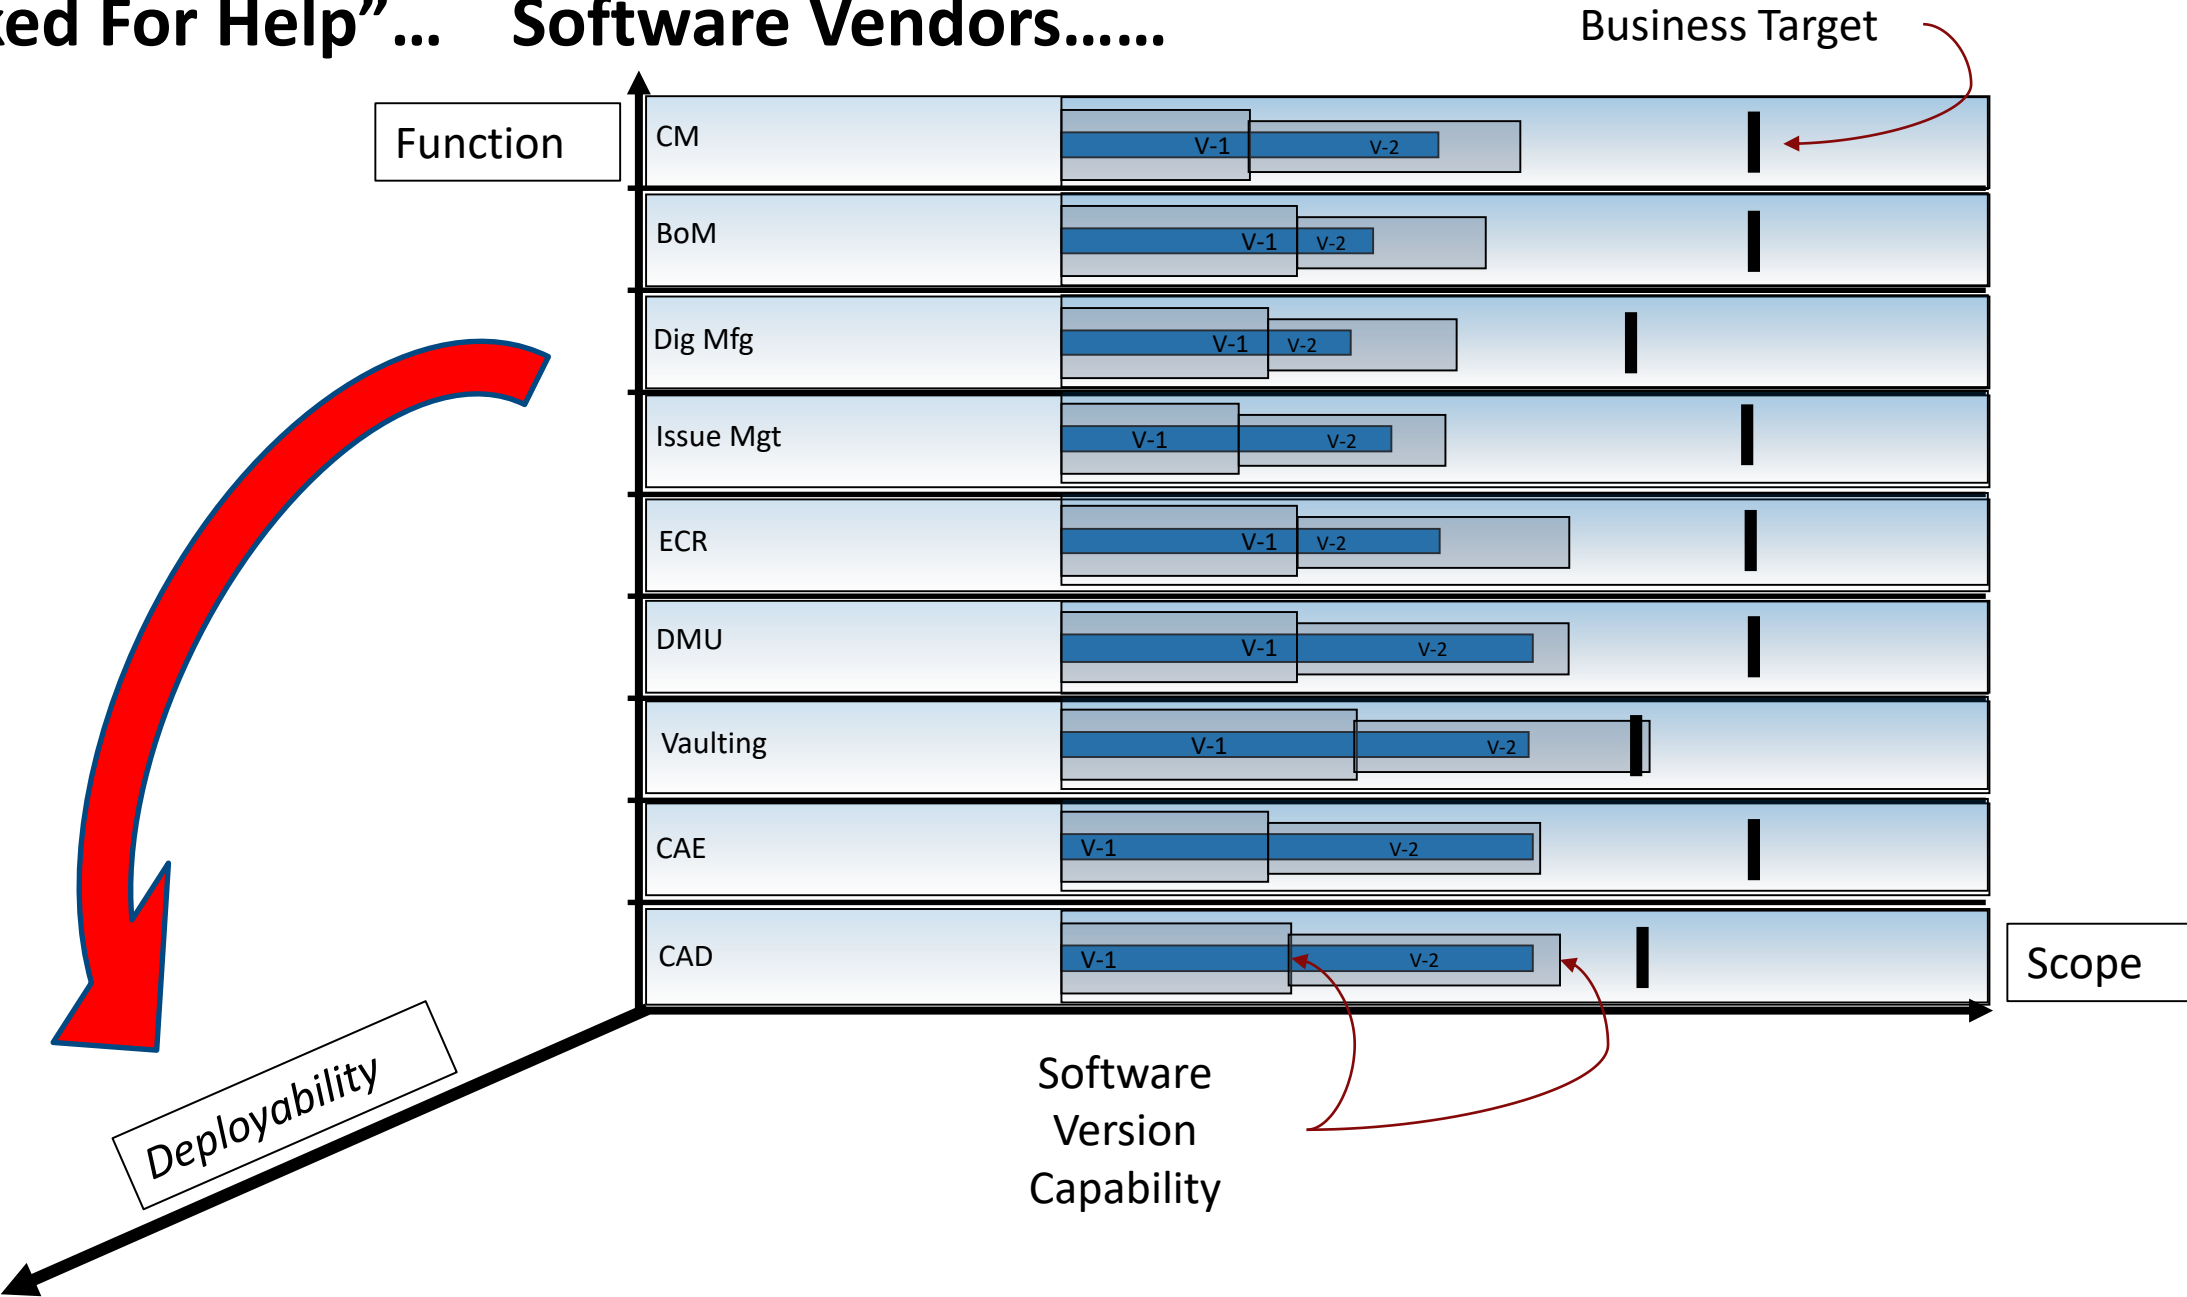 ked For Help”… Software Vendors……
Business Target
Function
CM
V-1
V-2
BoM
V-1
V-2
Dig Mfg
V-1
V-2
Issue Mgt
V-1
V-2
ECR
V-1
V-2
DMU
V-1
V-2
Vaulting
V-1
V-2
CAE
V-1
V-2
CAD
V-1
V-2
Scope
Deployability
Software
Version
Capability